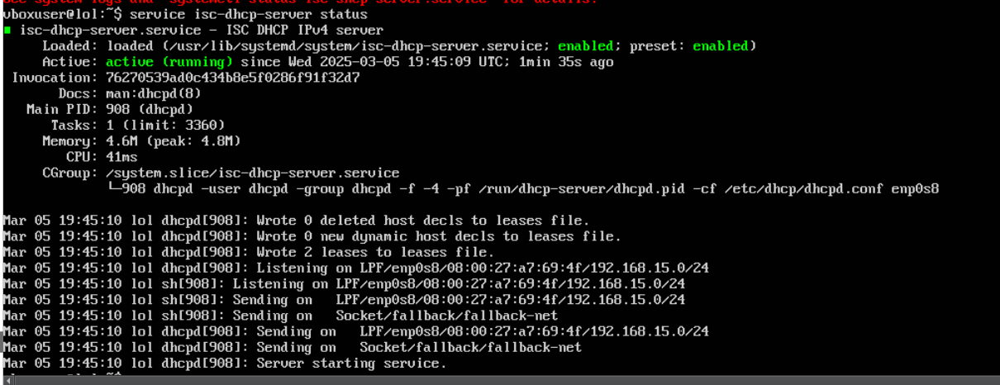 See system logs and 'systemctl status isc-dhcp-server.service' for details.
vboxuser@lol:~$ service isc-dhcp-server status
isc-dhcp-server.service - ISC DHCP IPv4 server
Loaded: loaded (/usr/lib/systemd/system/isc-dhcp-server.service; enabled; preset: enabled)
Active: active (running) since Wed 2025-03-05 19:45:09 UTC; 1min 35s ago
Invocation: 76270539ad0c434b8e5f0286f91f32d7
Docs: man:dhcpd(8)
Main PID: 908 (dhcpd)
Tasks: 1 (limit: 3360)
Memory: 4.6M (peak: 4.8M)
CPU: 41ms
CGroup: /system.slice/isc-dhcp-server.service
└─908 dhcpd -user dhcpd -group dhcpd -f -4 -pf /run/dhcp-server/dhcpd.pid -cf /etc/dhcp/dhcpd.conf enp0s8
Mar 05 19:45:10 lol dhcpd[908]: Wrote 0 deleted host decls to leases file.
Mar 05 19:45:10 lol dhcpd[908]: Wrote 0 new dynamic host decls to leases file.
Mar 05 19:45:10 lol dhcpd[908]: Wrote 2 leases to leases file.
Mar 05 19:45:10 lol dhcpd[908]: Listening on LPF/enp0s8/08:00:27:a7:69:4f/192.168.15.0/24
Mar 05 19:45:10 lol sh[908]: Listening on LPF/enp0s8/08:00:27:a7:69:4f/192.168.15.0/24
Mar 05 19:45:10 lol sh[908]: Sending on   LPF/enp0s8/08:00:27:a7:69:4f/192.168.15.0/24
Mar 05 19:45:10 lol sh[908]: Sending on   Socket/fallback/fallback-net
Mar 05 19:45:10 lol dhcpd[908]: Sending on   LPF/enp0s8/08:00:27:a7:69:4f/192.168.15.0/24
Mar 05 19:45:10 lol dhcpd[908]: Sending on   Socket/fallback/fallback-net
Mar 05 19:45:10 lol dhcpd[908]: Server starting service.